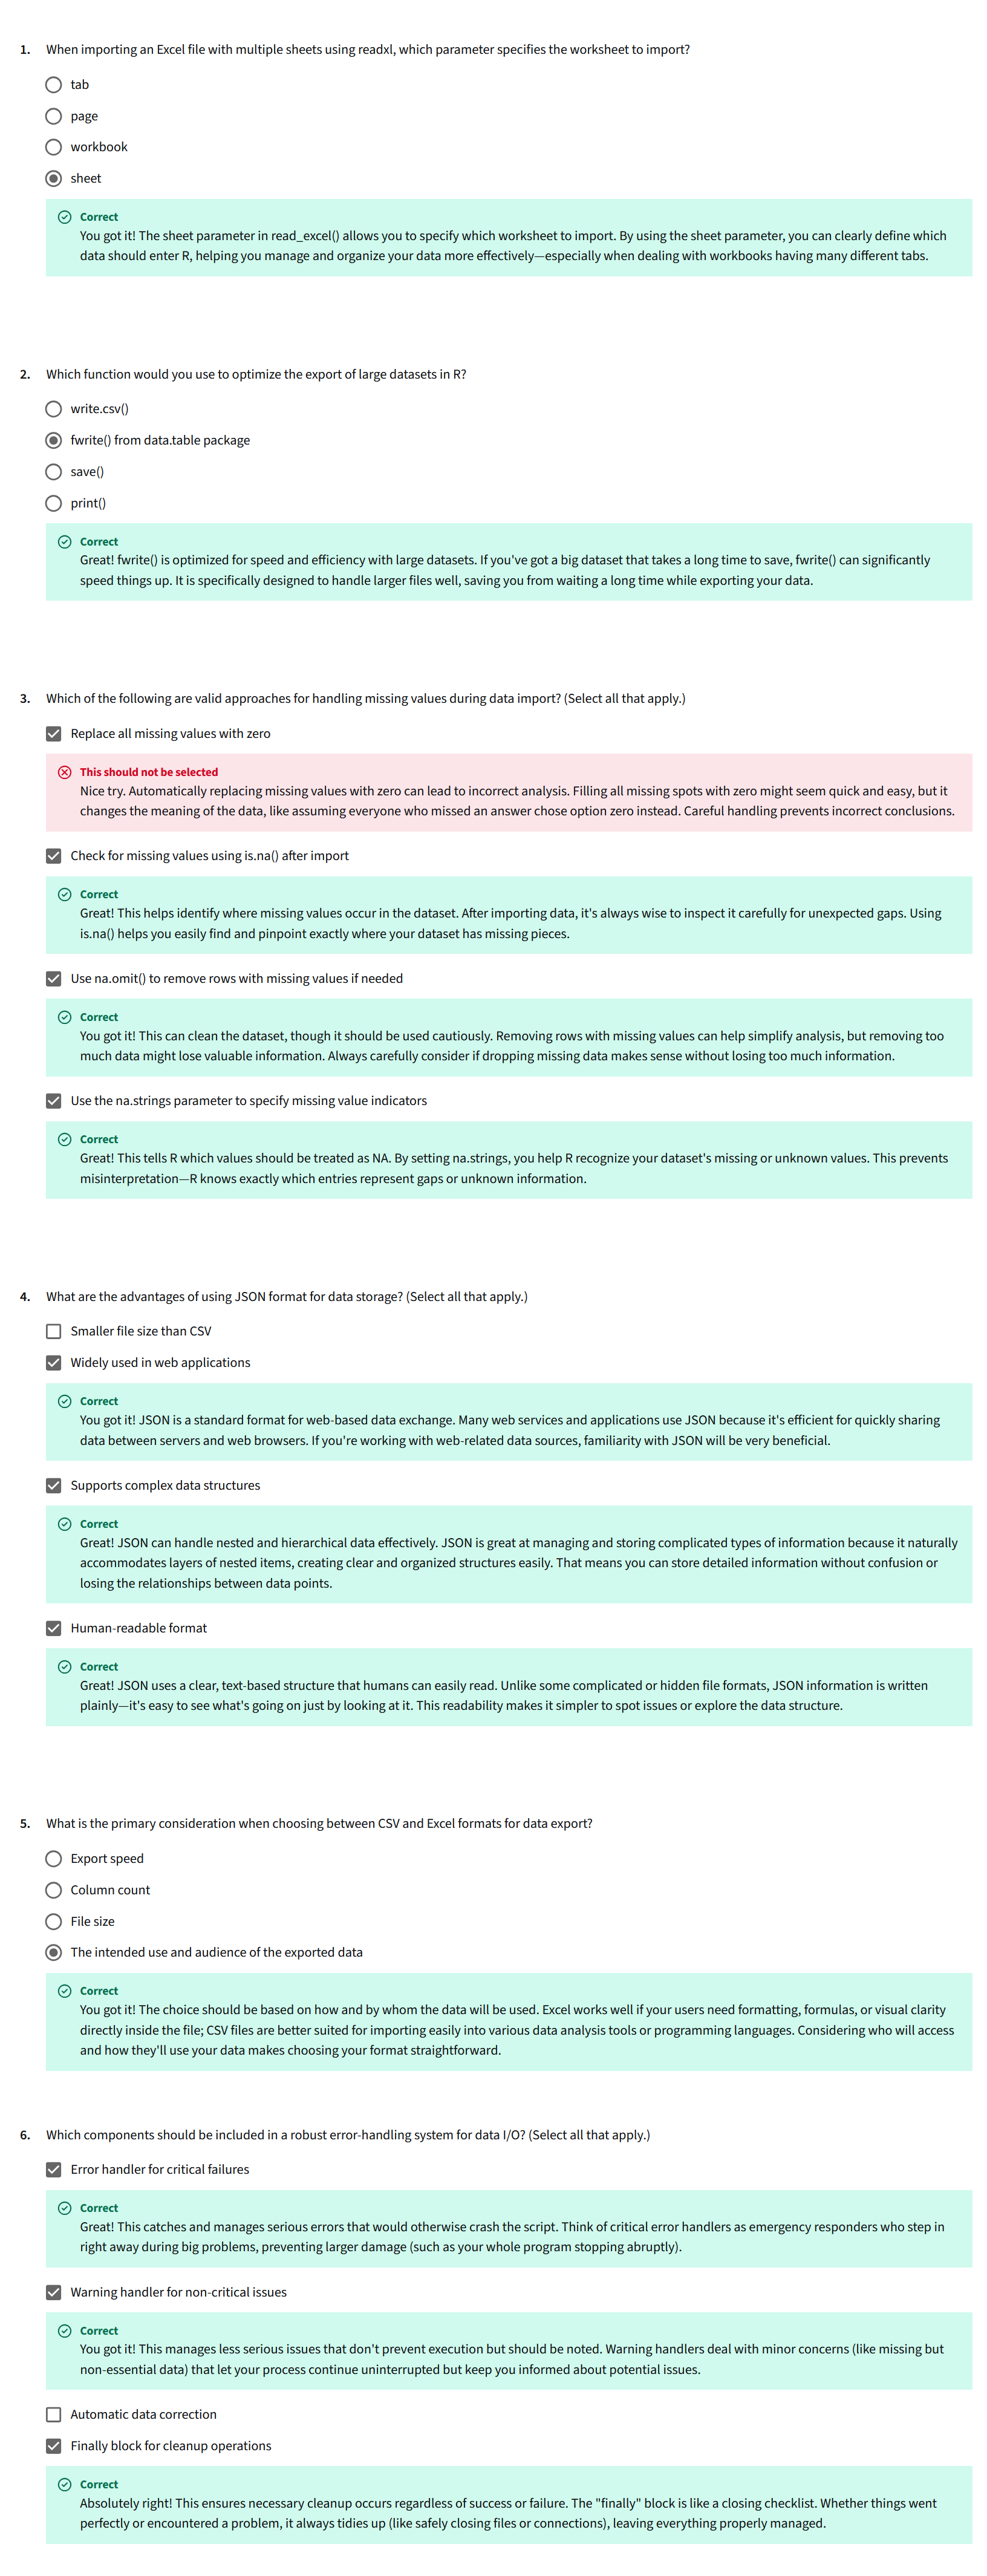 1. When importing an Excel file with multiple sheets using readxl, which parameter specifies the worksheet to import?
tab
page
workbook
sheet
Correct
You got it! The sheet parameter in read_excel() allows you to specify which worksheet to import. By using the sheet parameter, you can clearly define which
data should enter R, helping you manage and organize your data more effectively—especially when dealing with workbooks having many different tabs.
2. Which function would you use to optimize the export of large datasets in R?
write.csv()
fwrite() from data.table package
save()
print()
Correct
Great! fwrite() is optimized for speed and efficiency with large datasets. If you've got a big dataset that takes a long time to save, fwrite() can significantly
speed things up. It is specifically designed to handle larger files well, saving you from waiting a long time while exporting your data.
3. Which of the following are valid approaches for handling missing values during data import? (Select all that apply.)
Replace all missing values with zero
This should not be selected
Nice try. Automatically replacing missing values with zero can lead to incorrect analysis. Filling all missing spots with zero might seem quick and easy, but it
changes the meaning of the data, like assuming everyone who missed an answer chose option zero instead. Careful handling prevents incorrect conclusions.
Check for missing values using is.na() after import
Correct
Great! This helps identify where missing values occur in the dataset. After importing data, it's always wise to inspect it carefully for unexpected gaps. Using
is.na() helps you easily find and pinpoint exactly where your dataset has missing pieces.
Use na.omit() to remove rows with missing values if needed
Correct
You got it! This can clean the dataset, though it should be used cautiously. Removing rows with missing values can help simplify analysis, but removing too
much data might lose valuable information. Always carefully consider if dropping missing data makes sense without losing too much information.
Use the na.strings parameter to specify missing value indicators
Correct
Great! This tells R which values should be treated as NA. By setting na.strings, you help R recognize your dataset's missing or unknown values. This prevents
misinterpretation—R knows exactly which entries represent gaps or unknown information.
4. What are the advantages of using JSON format for data storage? (Select all that apply.)
Smaller file size than CSV
Widely used in web applications
Correct
You got it! JSON is a standard format for web-based data exchange. Many web services and applications use JSON because it's efficient for quickly sharing
data between servers and web browsers. If you're working with web-related data sources, familiarity with JSON will be very beneficial.
Supports complex data structures
Correct
Great! JSON can handle nested and hierarchical data effectively. JSON is great at managing and storing complicated types of information because it naturally
accommodates layers of nested items, creating clear and organized structures easily. That means you can store detailed information without confusion or
losing the relationships between data points.
Human-readable format
Correct
Great! JSON uses a clear, text-based structure that humans can easily read. Unlike some complicated or hidden file formats, JSON information is written
plainly—it's easy to see what's going on just by looking at it. This readability makes it simpler to spot issues or explore the data structure.
5. What is the primary consideration when choosing between CSV and Excel formats for data export?
Export speed
Column count
File size
The intended use and audience of the exported data
Correct
You got it! The choice should be based on how and by whom the data will be used. Excel works well if your users need formatting, formulas, or visual clarity
directly inside the file; CSV files are better suited for importing easily into various data analysis tools or programming languages. Considering who will access
and how they'll use your data makes choosing your format straightforward.
6. Which components should be included in a robust error-handling system for data I/O? (Select all that apply.)
Error handler for critical failures
Correct
Great! This catches and manages serious errors that would otherwise crash the script. Think of critical error handlers as emergency responders who step in
right away during big problems, preventing larger damage (such as your whole program stopping abruptly).
Warning handler for non-critical issues
Correct
You got it! This manages less serious issues that don't prevent execution but should be noted. Warning handlers deal with minor concerns (like missing but
non-essential data) that let your process continue uninterrupted but keep you informed about potential issues.
Automatic data correction
Finally block for cleanup operations
Correct
Absolutely right! This ensures necessary cleanup occurs regardless of success or failure. The "finally" block is like a closing checklist. Whether things went
perfectly or encountered a problem, it always tidies up (like safely closing files or connections), leaving everything properly managed.